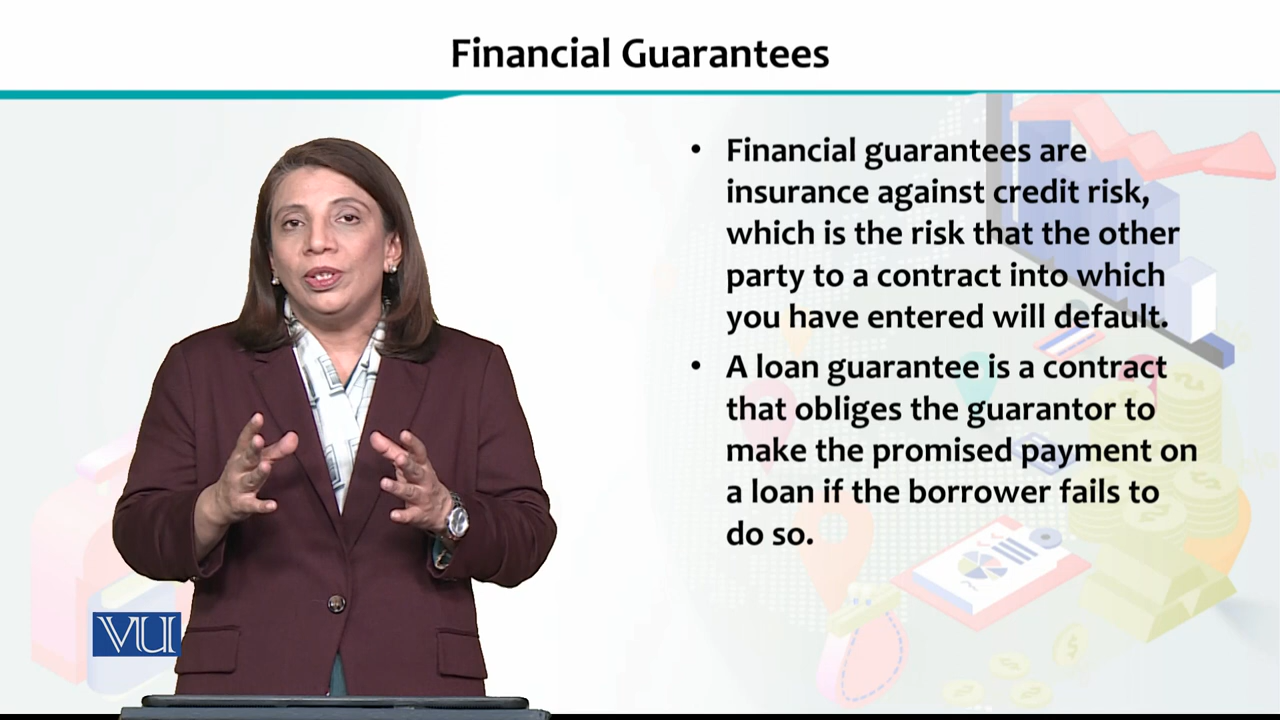 Financial Guarantees
• Financial guarantees are
insurance against credit risk,
which is the risk that the other
party to a contract into which
you have entered will default.
• A loan guarantee is a contract
that obliges the guarantor to
make the promised payment on
a loan if the borrower fails to
do so.
VU